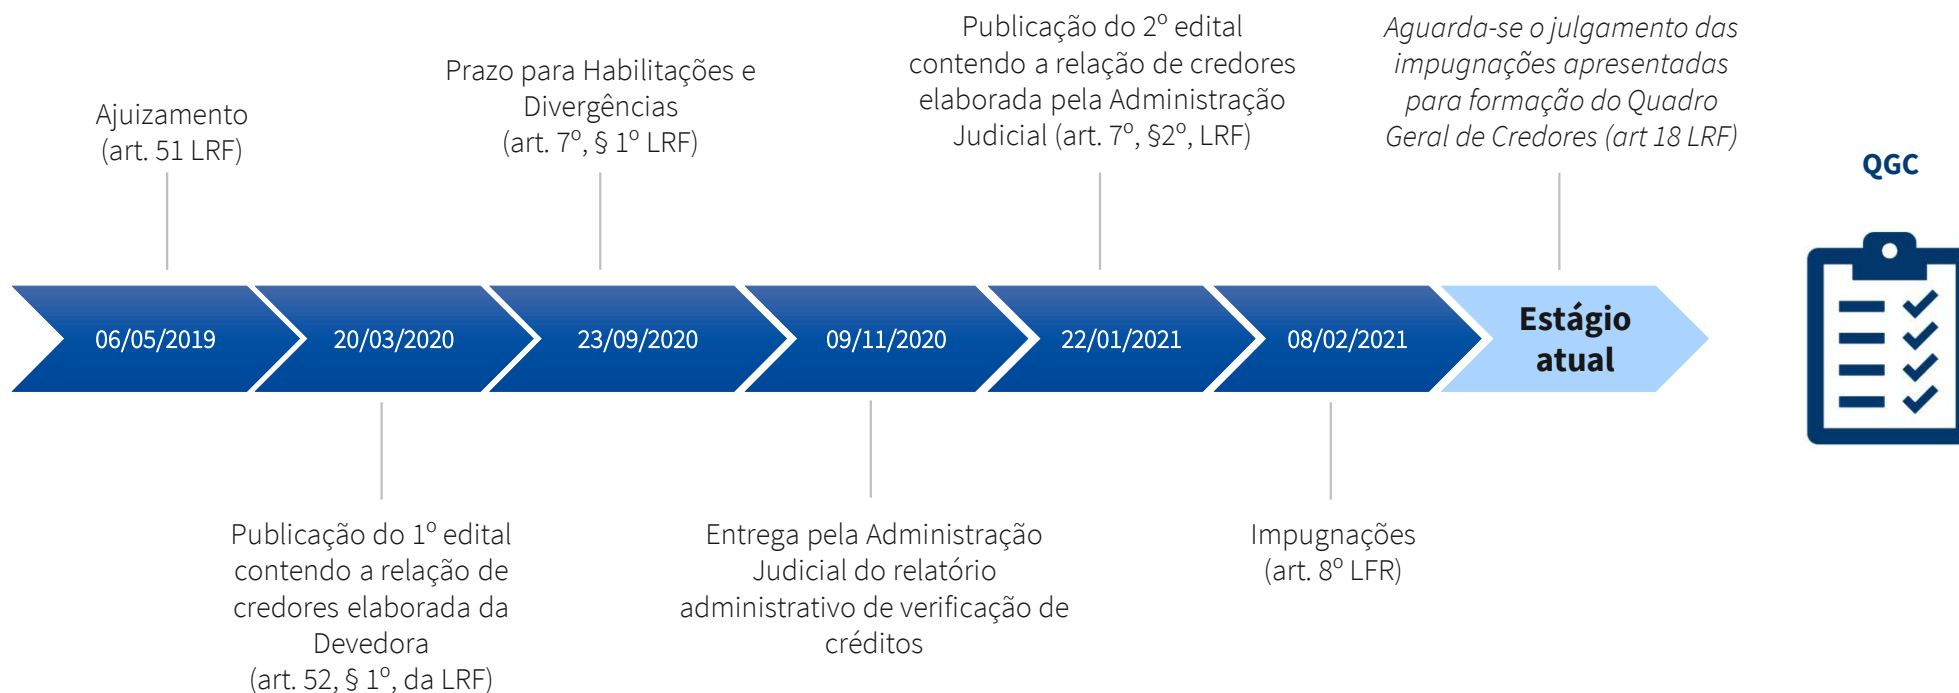 Ajuizamento
(art. 51 LRF)
Prazo para Habilitações e
Divergências
(art. 7º, § 1º LRF)
Publicação do 2º edital
contendo a relação de credores
elaborada pela Administração
Judicial (art. 7º, §2º, LRF)
Aguarda-se o julgamento das
impugnações apresentadas
para formação do Quadro
Geral de Credores (art 18 LRF)
QGC
06/05/2019
20/03/2020
23/09/2020
09/11/2020
22/01/2021
08/02/2021
Estágio
atual
Publicação do 1º edital
contendo a relação de
credores elaborada da
Devedora
(art. 52, § 1º, da LRF)
Entrega pela Administração
Judicial do relatório
administrativo de verificação de
créditos
Impugnações
(art. 8º LFR)